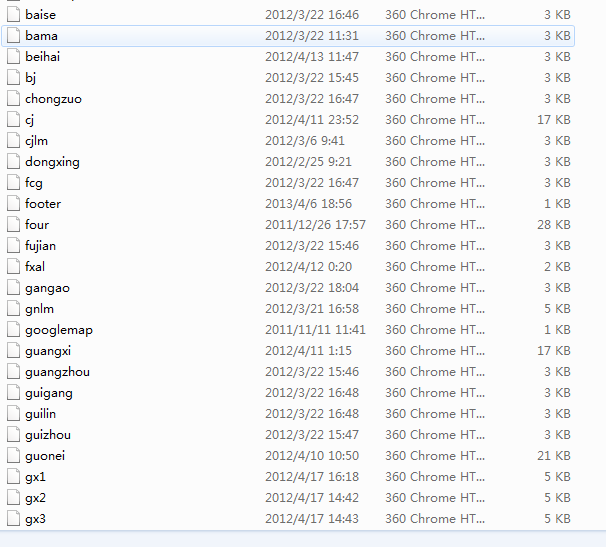 baise 2012/3/22 16:46 360 Chrome HT... 3 KB
bama 2012/3/22 11:31 360 Chrome HT... 3 KB
beihai 2012/4/13 11:47 360 Chrome HT... 3 KB
bj 2012/3/22 15:45 360 Chrome HT... 3 KB
chongzuo 2012/3/22 16:47 360 Chrome HT... 3 KB
cj 2012/4/11 23:52 360 Chrome HT... 17 KB
cjlm 2012/3/6 9:41 360 Chrome HT... 3 KB
dongxing 2012/2/25 9:21 360 Chrome HT... 3 KB
fcg 2012/3/22 16:47 360 Chrome HT... 3 KB
footer 2013/4/6 18:56 360 Chrome HT... 1 KB
four 2011/12/26 17:57 360 Chrome HT... 28 KB
fujian 2012/3/22 15:46 360 Chrome HT... 3 KB
fxal 2012/4/12 0:20 360 Chrome HT... 2 KB
gangao 2012/3/22 18:04 360 Chrome HT... 3 KB
gnlm 2012/3/21 16:58 360 Chrome HT... 5 KB
googlemap 2011/11/11 11:41 360 Chrome HT... 1 KB
guangxi 2012/4/11 1:15 360 Chrome HT... 17 KB
guangzhou 2012/3/22 15:46 360 Chrome HT... 3 KB
guigang 2012/3/22 16:48 360 Chrome HT... 3 KB
guilin 2012/3/22 16:48 360 Chrome HT... 3 KB
guizhou 2012/3/22 15:47 360 Chrome HT... 3 KB
guonei 2012/4/10 10:50 360 Chrome HT... 21 KB
gx1 2012/4/17 16:18 360 Chrome HT... 5 KB
gx2 2012/4/17 14:42 360 Chrome HT... 5 KB
gx3 2012/4/17 14:43 360 Chrome HT... 5 KB